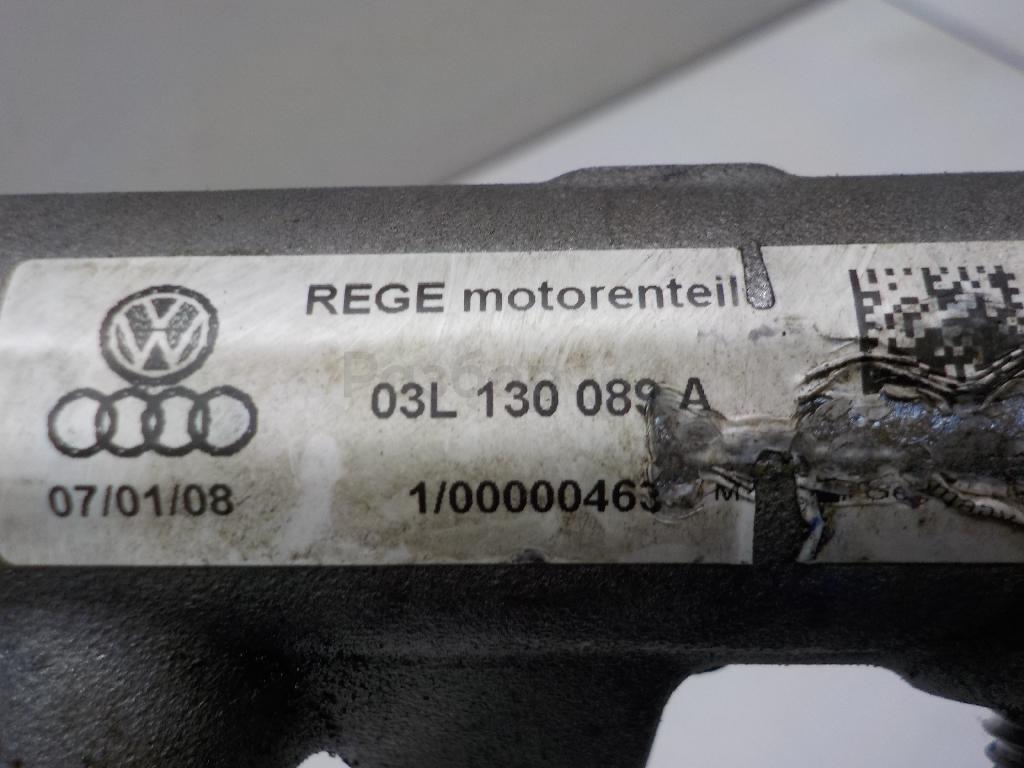 REGE motorenteil
03L 130 089 A
07/01/08 1/00000463